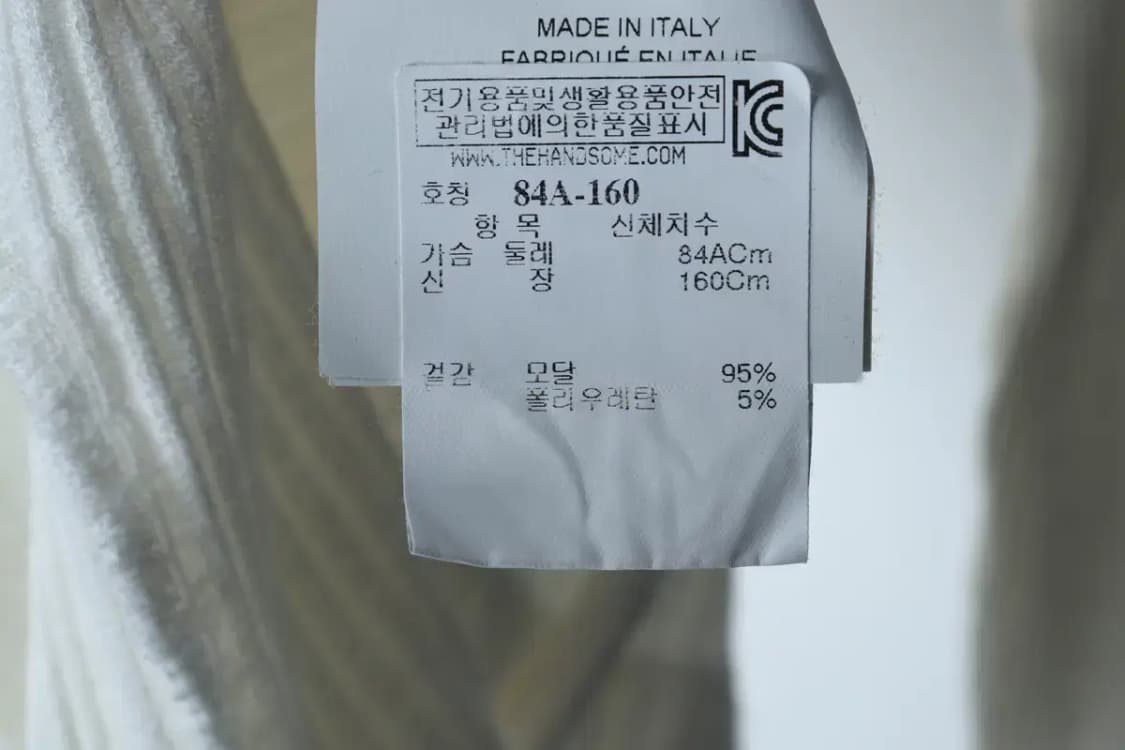 MADE IN ITALY
FABRIQUÉ EN ITALIE
전기용품및생활용품안전
관리법에의한품질표시
WWW.THEHANDSOME.COM
호칭 84A-160
항 목 신체치수
가슴 둘레 84ACm
신 장 160Cm
겉감 모달 95%
폴리우레탄 5%